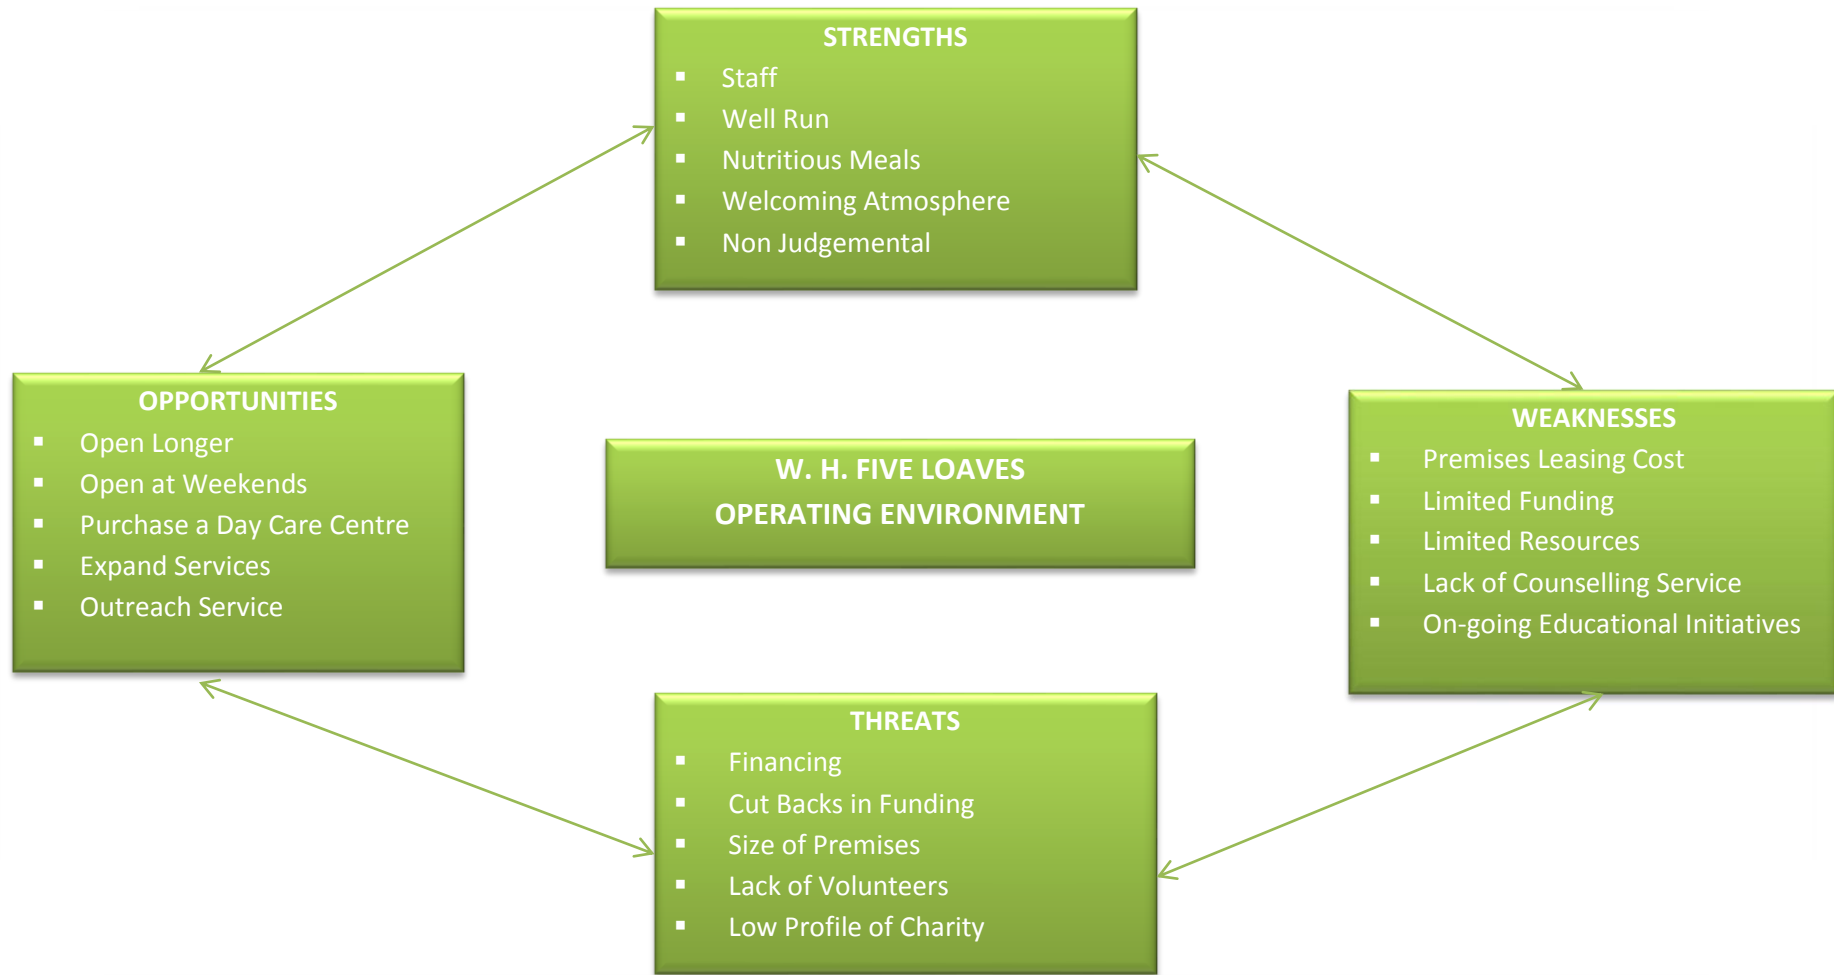 STRENGTHS
▪ Staff
▪ Well Run
▪ Nutritious Meals
▪ Welcoming Atmosphere
▪ Non Judgemental
OPPORTUNITIES
▪ Open Longer
▪ Open at Weekends
▪ Purchase a Day Care Centre
▪ Expand Services
▪ Outreach Service
W. H. FIVE LOAVES
OPERATING ENVIRONMENT
WEAKNESSES
▪ Premises Leasing Cost
▪ Limited Funding
▪ Limited Resources
▪ Lack of Counselling Service
▪ On-going Educational Initiatives
THREATS
▪ Financing
▪ Cut Backs in Funding
▪ Size of Premises
▪ Lack of Volunteers
▪ Low Profile of Charity